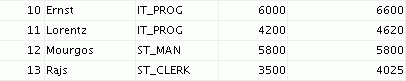 10 Ernst IT_PROG 6000 6600
11 Lorentz IT_PROG 4200 4620
12 Mourgos ST_MAN 5800 5800
13 Rajs ST_CLERK 3500 4025